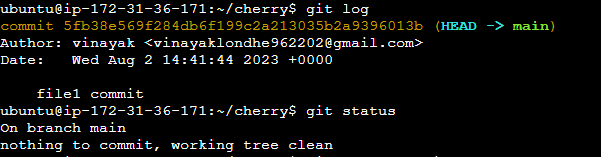 ubuntu@ip-172-31-36-171:~/cherry$ git log
commit 5fb38e569f284db6f199c2a213035b2a9396013b (HEAD -> main)
Author: vinayak <vinayaklondhe962202@gmail.com>
Date:   Wed Aug 2 14:41:44 2023 +0000
    file1 commit
ubuntu@ip-172-31-36-171:~/cherry$ git status
On branch main
nothing to commit, working tree clean